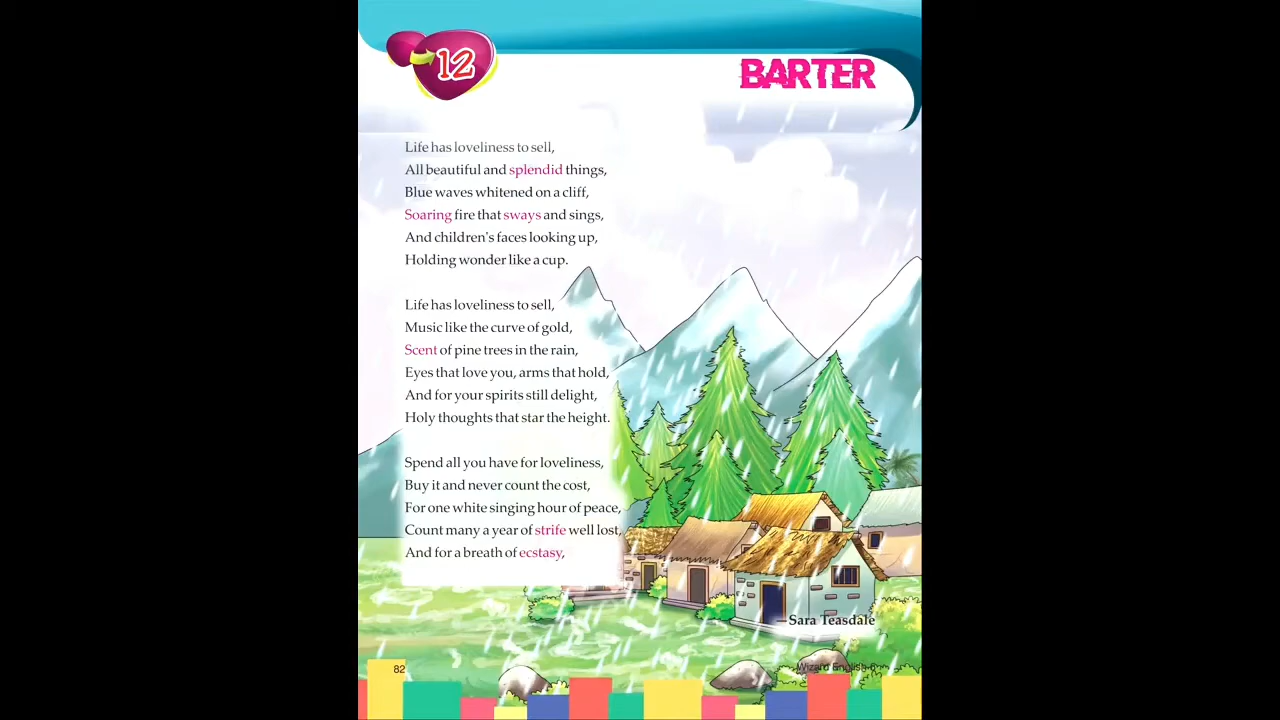 12
BARTER
Life has loveliness to sell,
All beautiful and splendid things,
Blue waves whitened on a cliff,
Soaring fire that sways and sings,
And children's faces looking up,
Holding wonder like a cup.
Life has loveliness to sell,
Music like the curve of gold,
Scent of pine trees in the rain,
Eyes that love you, arms that hold,
And for your spirits still delight,
Holy thoughts that star the height.
Spend all you have for loveliness,
Buy it and never count the cost,
For one white singing hour of peace,
Count many a year of strife well lost,
And for a breath of ecstasy,
—Sara Teasdale
82
Wizard English-6